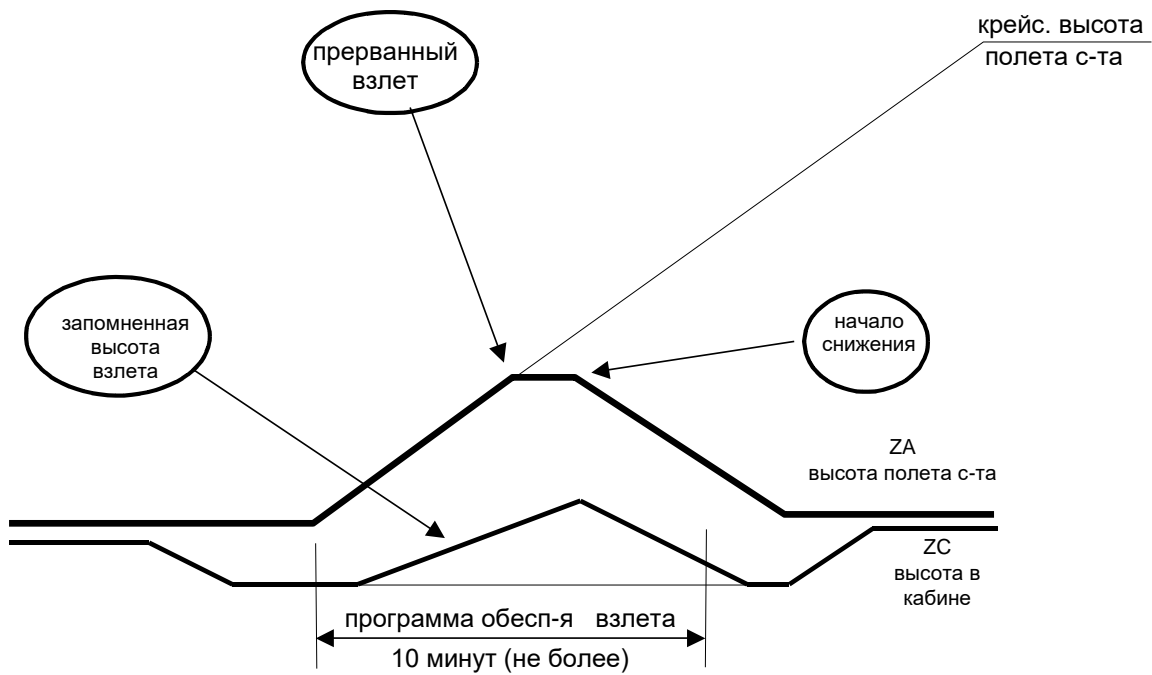 крейс. высота
полета с-та
прерванный
взлет
запомненная
высота
взлета
начало
снижения
ZA
высота полета с-та
ZC
высота в
кабине
программа обесп-я взлета
10 минут (не более)